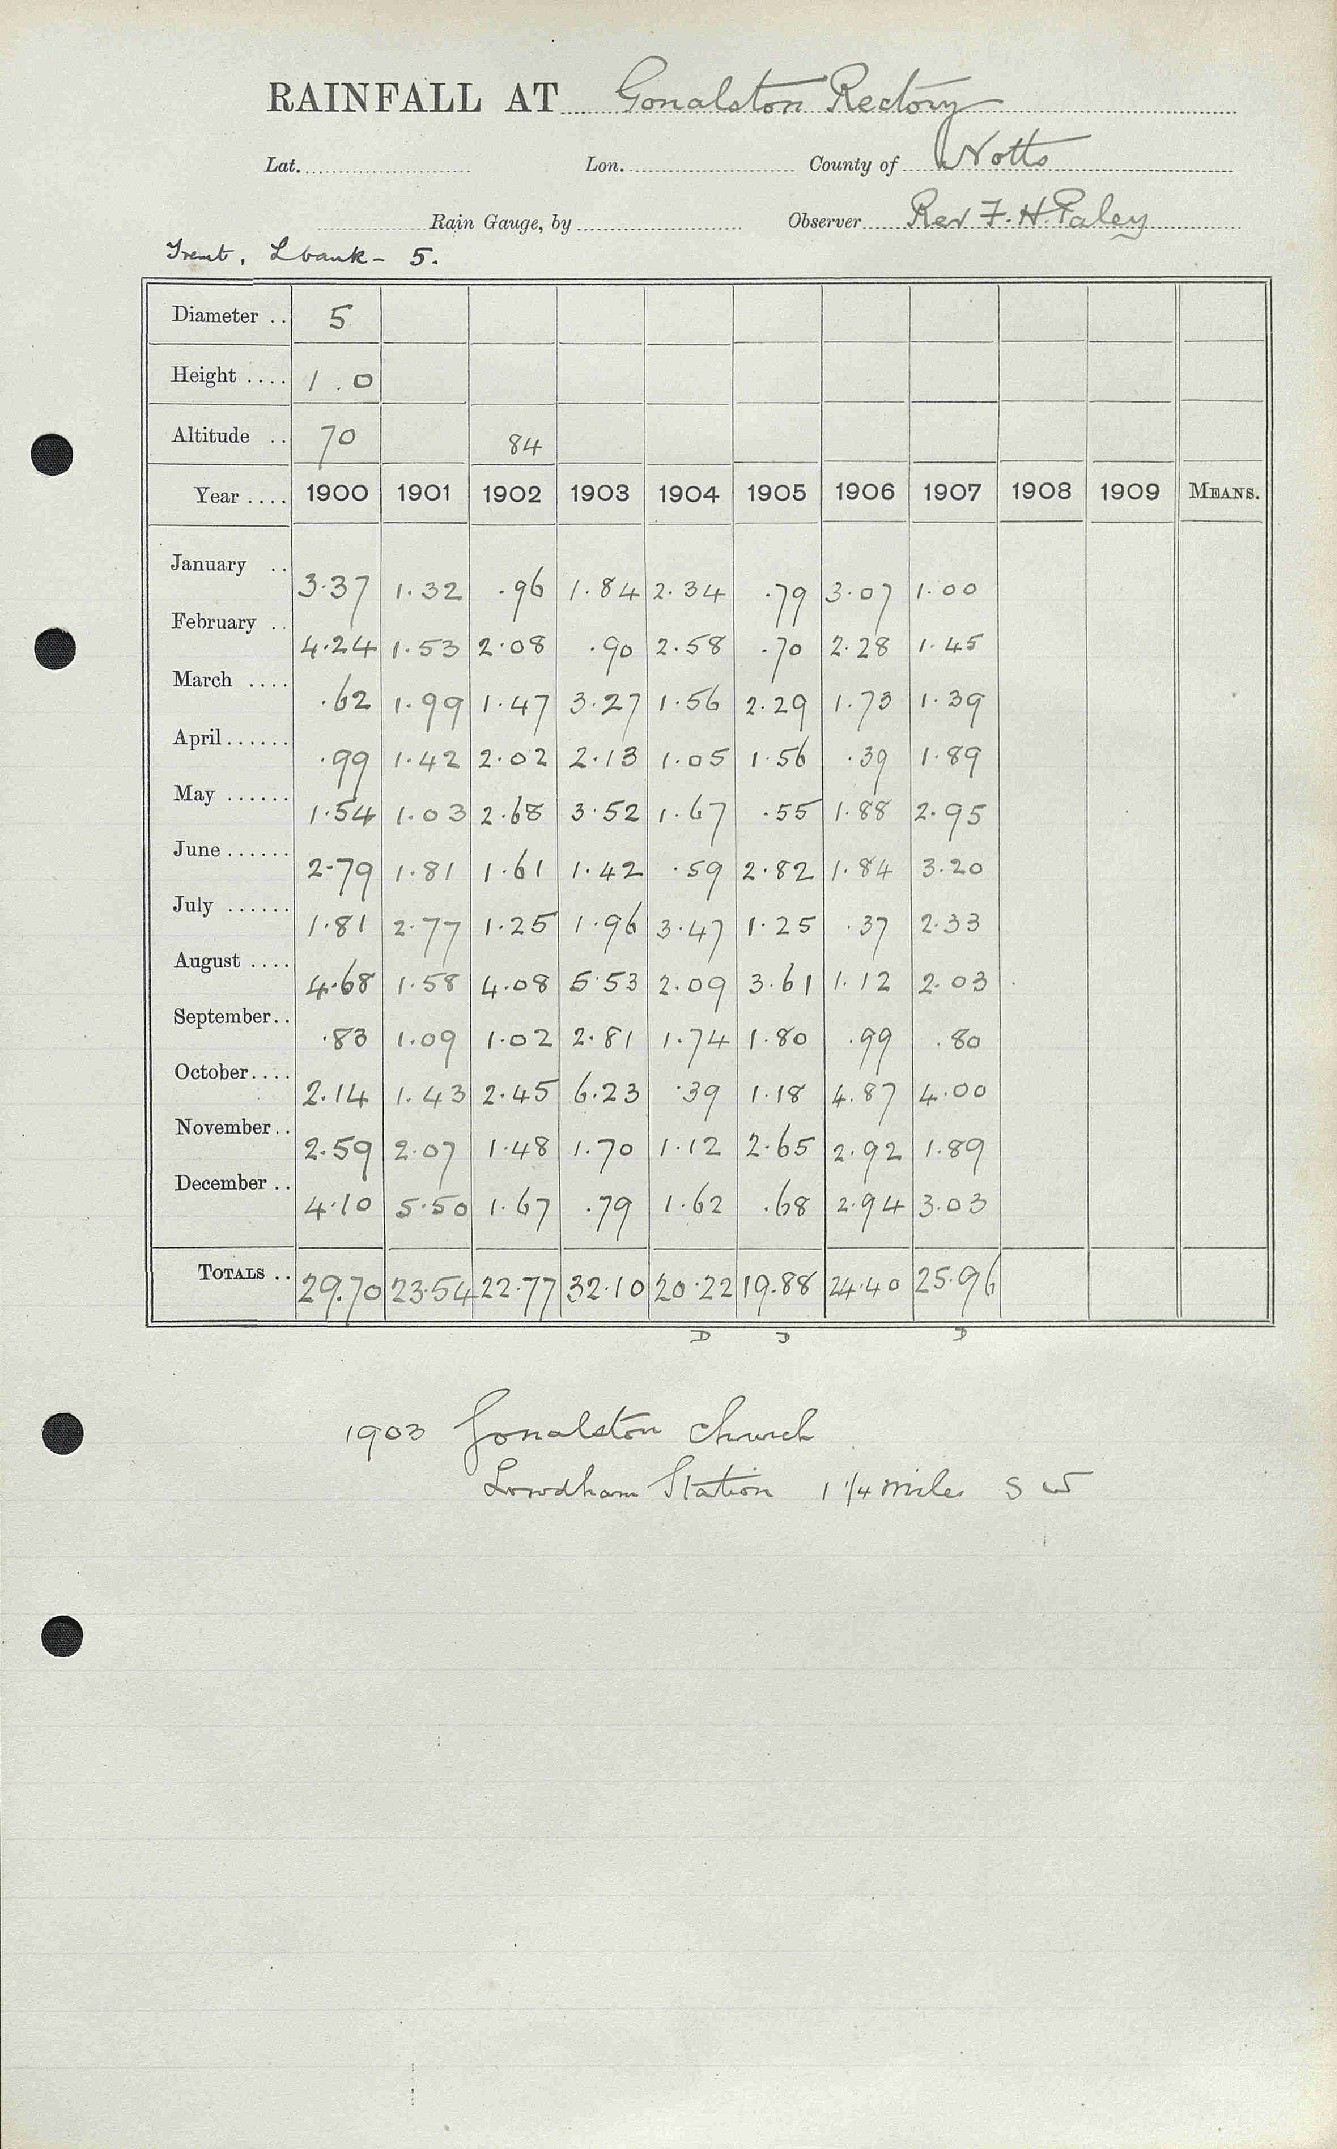 RAINFALL AT Gonalston Rectory
Lat. Lon. County of Notts
Rain Gauge, by Observer Rev F. H. Paley
Trent, L bank - 5.
Diameter .. 5
Height .... 1 . 0
Altitude .. 70 84
Year .... 1900 1901 1902 1903 1904 1905 1906 1907 1908 1909 MEANS.
January .. 3.37 1.32 .96 1.84 2.34 .79 3.07 1.00
February .. 4.24 1.53 2.08 .90 2.58 .70 2.28 1.45
March .... .62 1.99 1.47 3.27 1.56 2.29 1.73 1.39
April...... .99 1.42 2.02 2.13 1.05 1.56 .39 1.89
May ...... 1.54 1.03 2.68 3.52 1.67 .55 1.88 2.95
June...... 2.79 1.81 1.61 1.42 .59 2.82 1.84 3.20
July ...... 1.81 2.77 1.25 1.96 3.47 1.25 .37 2.33
August .... 4.68 1.58 4.08 5.53 2.09 3.61 1.12 2.03
September.. .83 1.09 1.02 2.81 1.74 1.80 .99 .80
October.... 2.14 1.43 2.45 6.23 .39 1.18 4.87 4.00
November.. 2.59 2.07 1.48 1.70 1.12 2.65 2.92 1.89
December .. 4.10 5.50 1.67 .79 1.62 .68 2.94 3.03
TOTALS .. 29.70 23.54 22.77 32.10 20.22 19.88 24.40 25.96
D D D
1903 Gonalston Church
Lowdham Station 1 1/4 miles S W